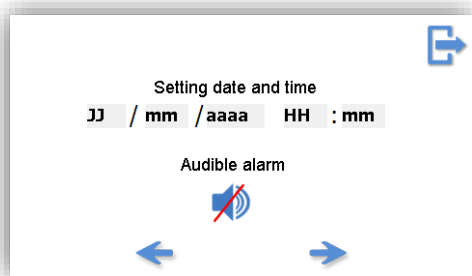 Setting date and time
JJ / mm / aaaa HH : mm
Audible alarm